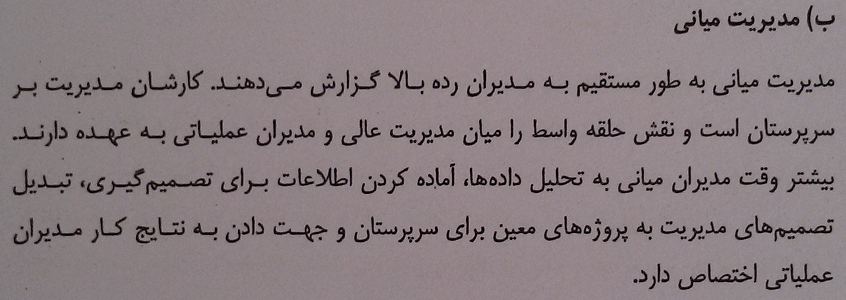 ب) مدیریت میانی
مدیریت میانی به طور مستقیم به مدیران رده بالا گزارش می‌دهند. کارشان مدیریت بر
سرپرستان است و نقش حلقه واسط را میان مدیریت عالی و مدیران عملیاتی به عهده دارند.
بیشتر وقت مدیران میانی به تحلیل داده‌ها، آماده کردن اطلاعات برای تصمیم‌گیری، تبدیل
تصمیم‌های مدیریت به پروژه‌های معین برای سرپرستان و جهت دادن به نتایج کار مدیران
عملیاتی اختصاص دارد.